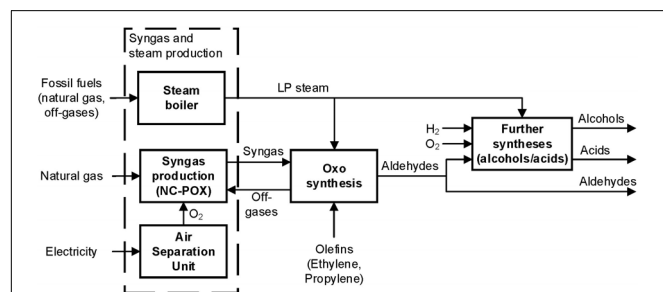 Syngas and
steam production
Fossil fuels
(natural gas,
off-gases)
Steam
boiler
LP steam
H2
O2
Further
syntheses
(alcohols/acids)
Alcohols
Acids
Aldehydes
Natural gas
Syngas
production
(NC-POX)
Syngas
Off-
gases
Oxo
synthesis
Aldehydes
O2
Electricity
Air
Separation
Unit
Olefins
(Ethylene,
Propylene)